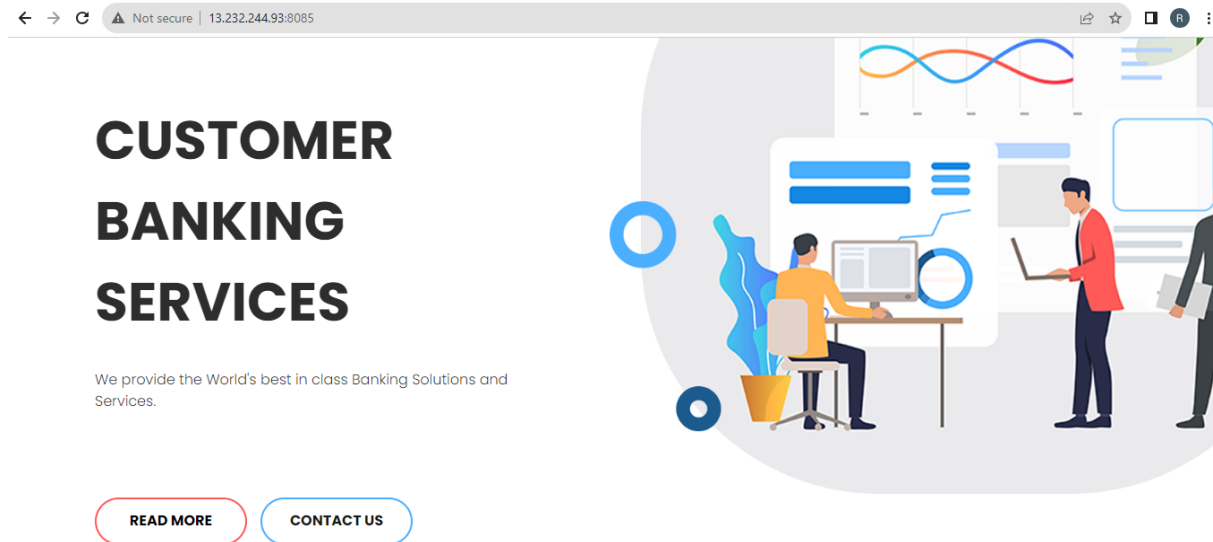 Not secure | 13.232.244.93:8085
R
CUSTOMER
BANKING
SERVICES
We provide the World's best in class Banking Solutions and
Services.
READ MORE
CONTACT US